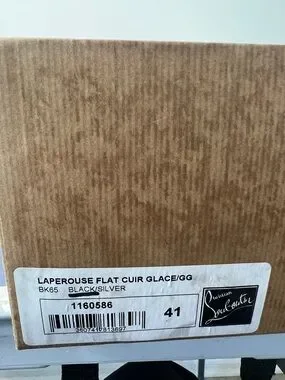 LAPEROUSE FLAT CUIR GLACE/GG
BK65 BLACK/SILVER
1160586
41
Christian
Louboutin